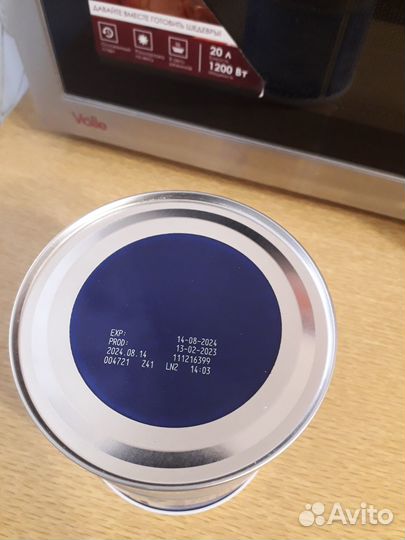 ДАВАЙТЕ ВМЕСТЕ ГОТОВИТЬ ШЕДЕВРЫ!
20 л
1200 Вт
Volle
EXP: 14-08-2024
PROD: 13-02-2023
2024.08.14 111216399
004721 Z41 LN2 14:03
Avito